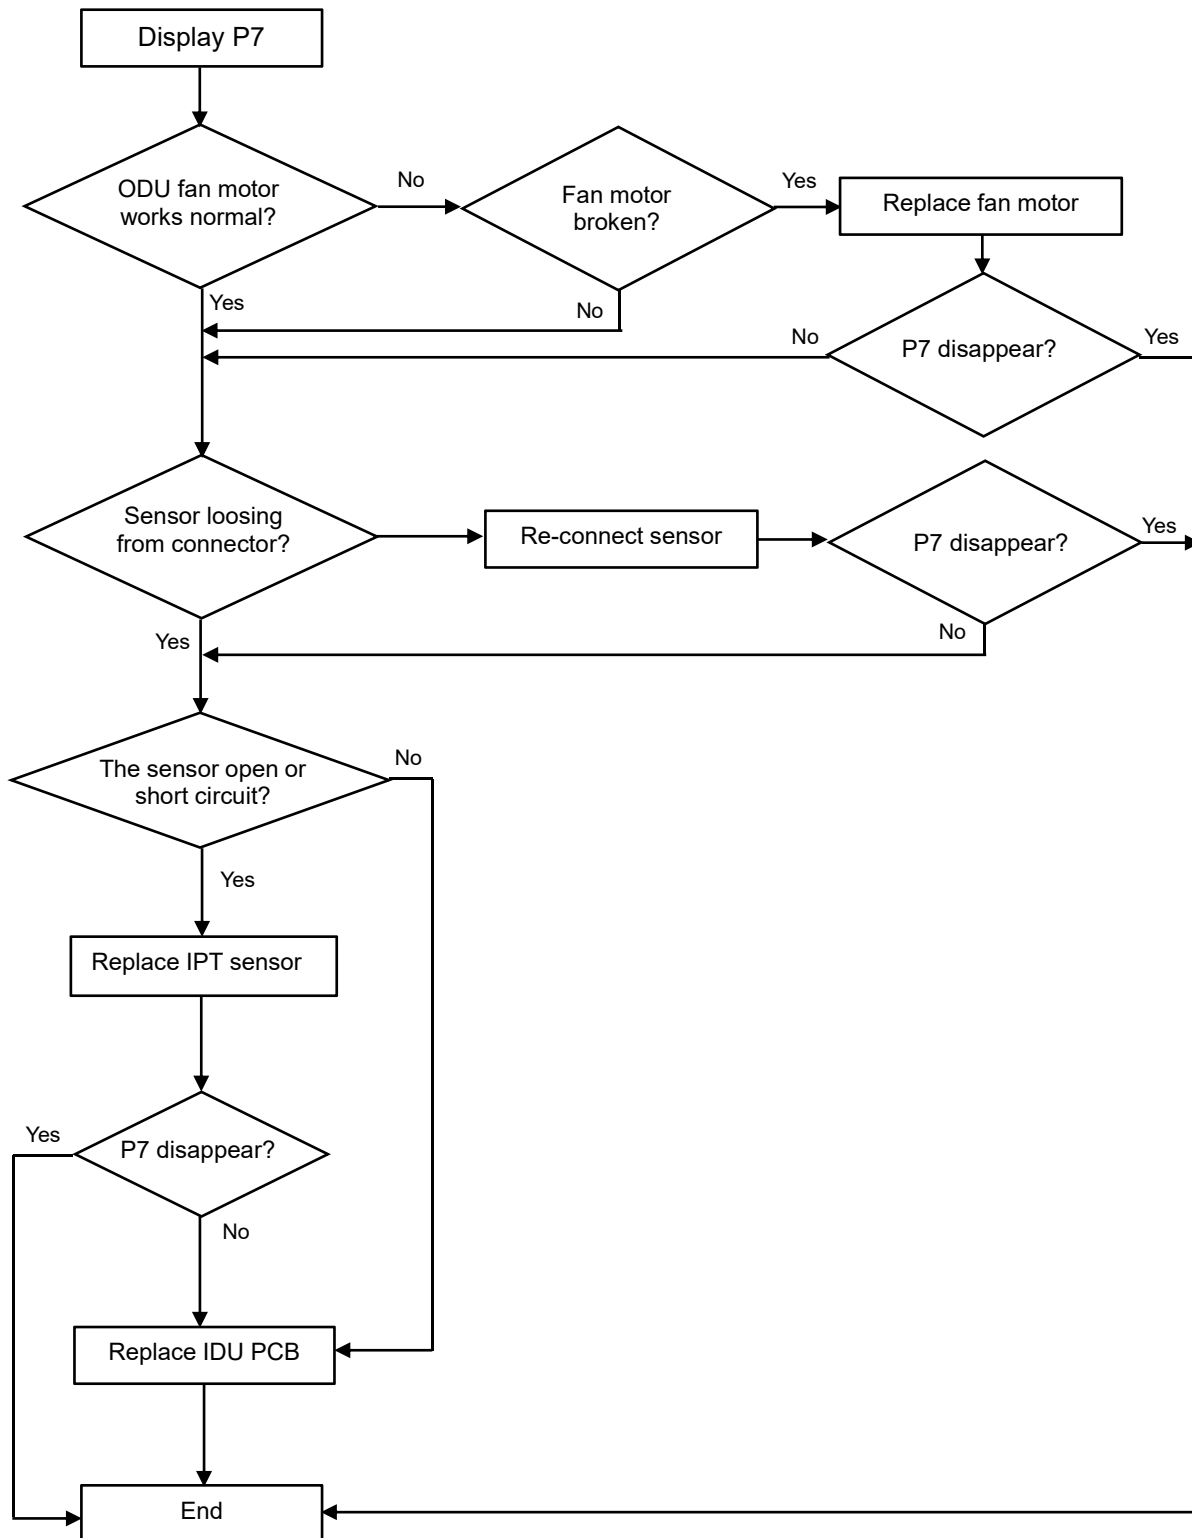 Display P7
ODU fan motor
works normal?
No
Fan motor
broken?
Yes
Replace fan motor
Yes
No
No
P7 disappear?
Yes
Sensor loosing
from connector?
Re-connect sensor
P7 disappear?
Yes
Yes
No
The sensor open or
short circuit?
No
Yes
Replace IPT sensor
Yes
P7 disappear?
No
Replace IDU PCB
End